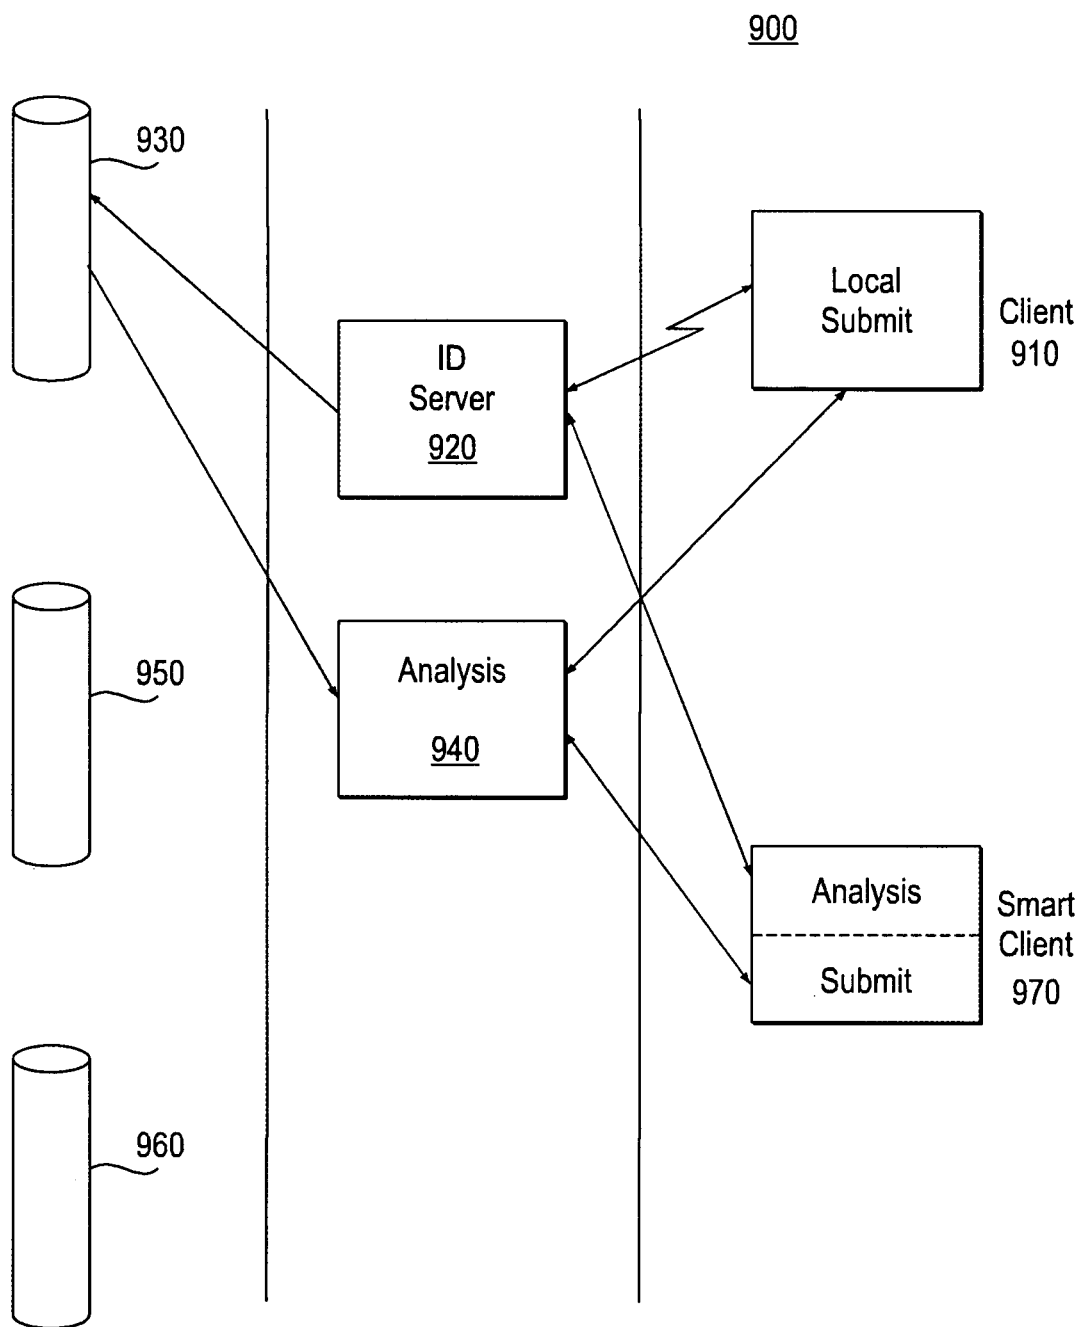 900
930
Local
Submit
Client
910
ID
Server
920
950
Analysis
940
Analysis
Submit
Smart
Client
970
960